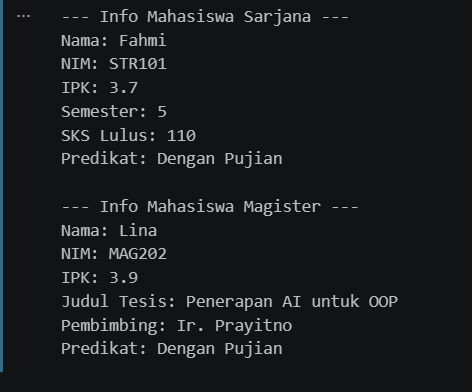 --- Info Mahasiswa Sarjana ---
Nama: Fahmi
NIM: STR101
IPK: 3.7
Semester: 5
SKS Lulus: 110
Predikat: Dengan Pujian

--- Info Mahasiswa Magister ---
Nama: Lina
NIM: MAG202
IPK: 3.9
Judul Tesis: Penerapan AI untuk OOP
Pembimbing: Ir. Prayitno
Predikat: Dengan Pujian